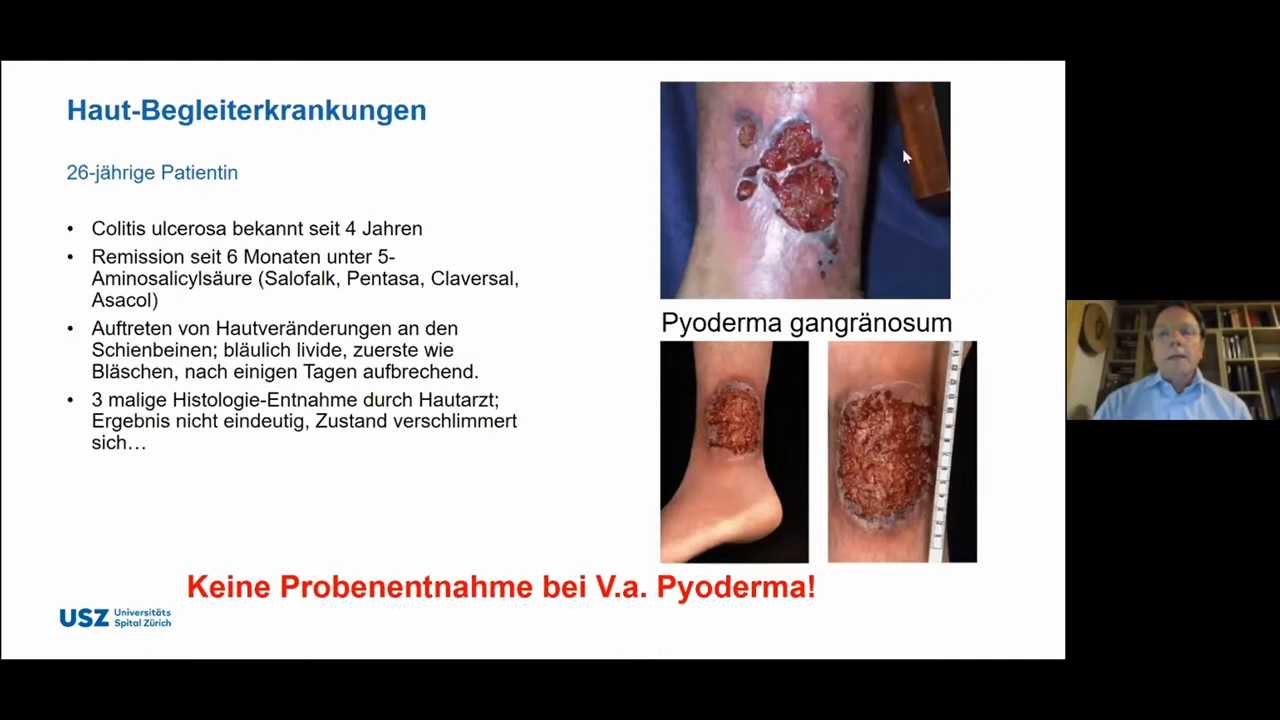 Haut-Begleiterkrankungen
26-jährige Patientin
• Colitis ulcerosa bekannt seit 4 Jahren
• Remission seit 6 Monaten unter 5-
Aminosalicylsäure (Salofalk, Pentasa, Claversal,
Asacol)
• Auftreten von Hautveränderungen an den
Schienbeinen; bläulich livide, zuerste wie
Bläschen, nach einigen Tagen aufbrechend.
• 3 malige Histologie-Entnahme durch Hautarzt;
Ergebnis nicht eindeutig, Zustand verschlimmert
sich…
Pyoderma gangränosum
Keine Probenentnahme bei V.a. Pyoderma!
USZ Universitäts
Spital Zürich